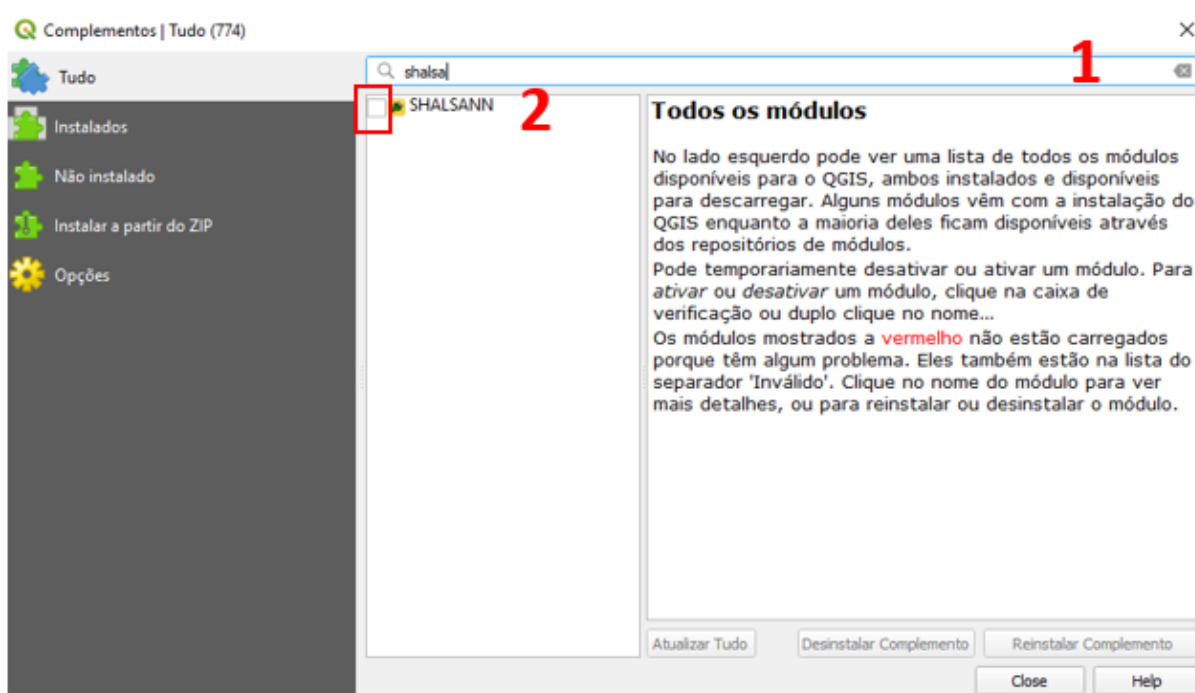 Complementos | Tudo (774)
Tudo
Instalados
Não instalado
Instalar a partir do ZIP
Opções
shalsa
1
SHALSANN
2
Todos os módulos
No lado esquerdo pode ver uma lista de todos os módulos
disponíveis para o QGIS, ambos instalados e disponíveis
para descarregar. Alguns módulos vêm com a instalação do
QGIS enquanto a maioria deles ficam disponíveis através
dos repositórios de módulos.
Pode temporariamente desativar ou ativar um módulo. Para
ativar ou desativar um módulo, clique na caixa de
verificação ou duplo clique no nome...
Os módulos mostrados a vermelho não estão carregados
porque têm algum problema. Eles também estão na lista do
separador 'Inválido'. Clique no nome do módulo para ver
mais detalhes, ou para reinstalar ou desinstalar o módulo.
Atualizar Tudo
Desinstalar Complemento
Reinstalar Complemento
Close
Help